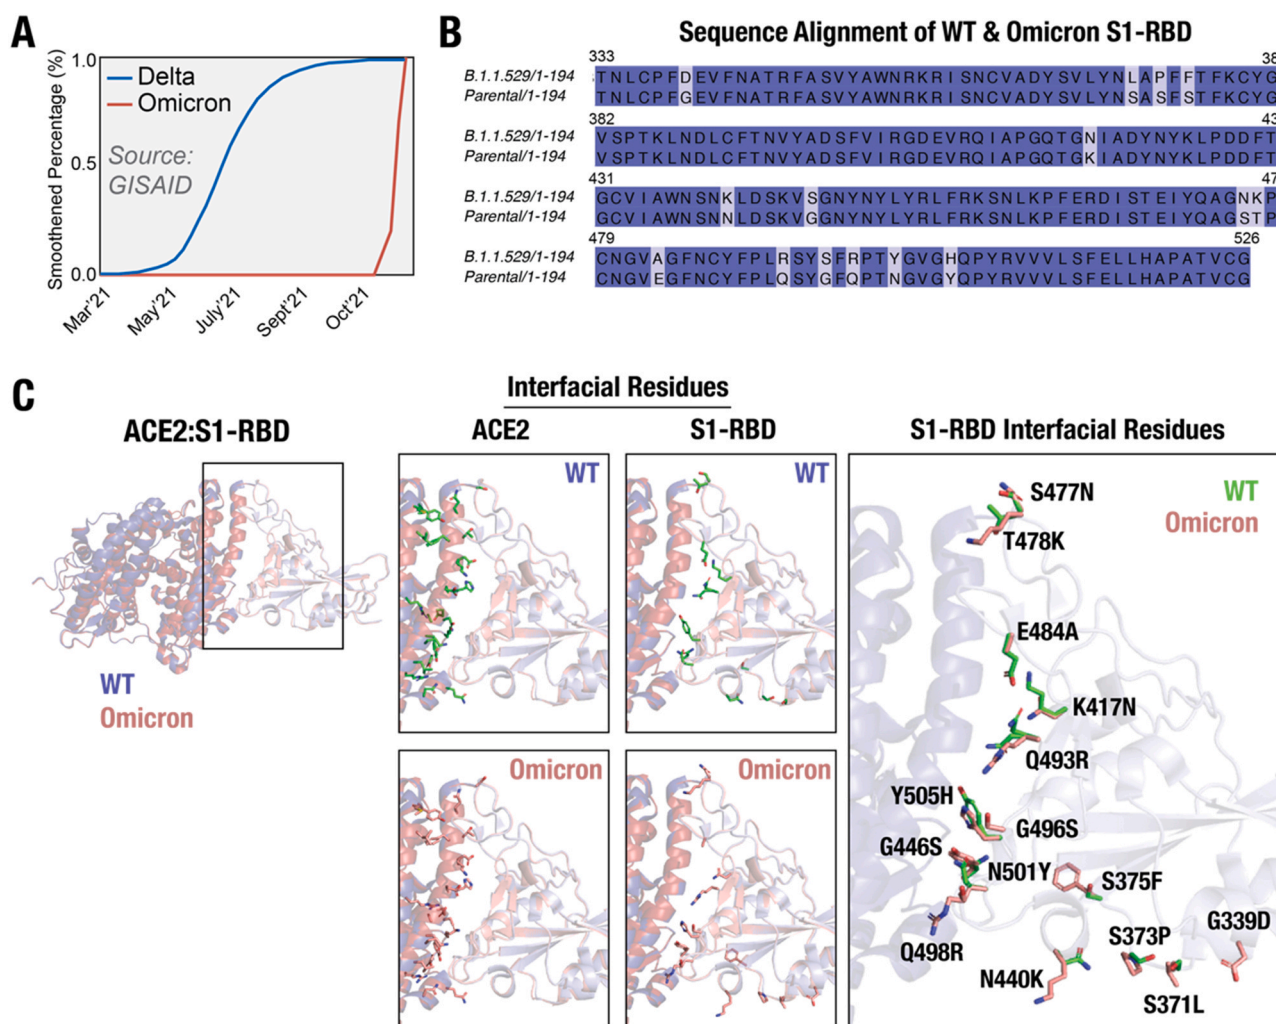 A
Smoothened Percentage (%)
1.0
0.5
0.0
Delta
Omicron
Source:
GISAID
Mar'21
May'21
July'21
Sept'21
Oct'21
B
Sequence Alignment of WT & Omicron S1-RBD
333 38
B.1.1.529/1-194 TNLCPFDEVFNATRFASVYAWNRKRISNCVADYSVLYNLAPFFTFKCYG
Parental/1-194 TNLCPFGEVFNATRFASVYAWNRKRISNCVADYSVLYNSASFSTFKCYG
382 43
B.1.1.529/1-194 VSPTKLNDLCFTNVYADSFVIRGDEVRQIAPGQTGNIADYNYKLPDDFT
Parental/1-194 VSPTKLNDLCFTNVYADSFVIRGDEVRQIAPGQTGKIADYNYKLPDDFT
431 47
B.1.1.529/1-194 GCVIAWNSNKLDSKVSGNYNYLYRLFRKSNLKPFERDISTEIYQAGNKP
Parental/1-194 GCVIAWNSNNLDSKVGGNYNYLYRLFRKSNLKPFERDISTEIYQAGSTP
479 526
B.1.1.529/1-194 CNGVAGFNCYFPLRSYSFRPTYGVGHQPYRVVVLSFELLHAPATVCG
Parental/1-194 CNGVEGFNCYFPLQSYGFQPTNGVGYQPYRVVVLSFELLHAPATVCG
C
ACE2:S1-RBD
WT
Omicron
Interfacial Residues
ACE2
S1-RBD
WT
WT
Omicron
Omicron
S1-RBD Interfacial Residues
WT
Omicron
S477N
T478K
E484A
K417N
Q493R
Y505H
G496S
G446S
N501Y
S375F
Q498R
G339D
S373P
N440K
S371L